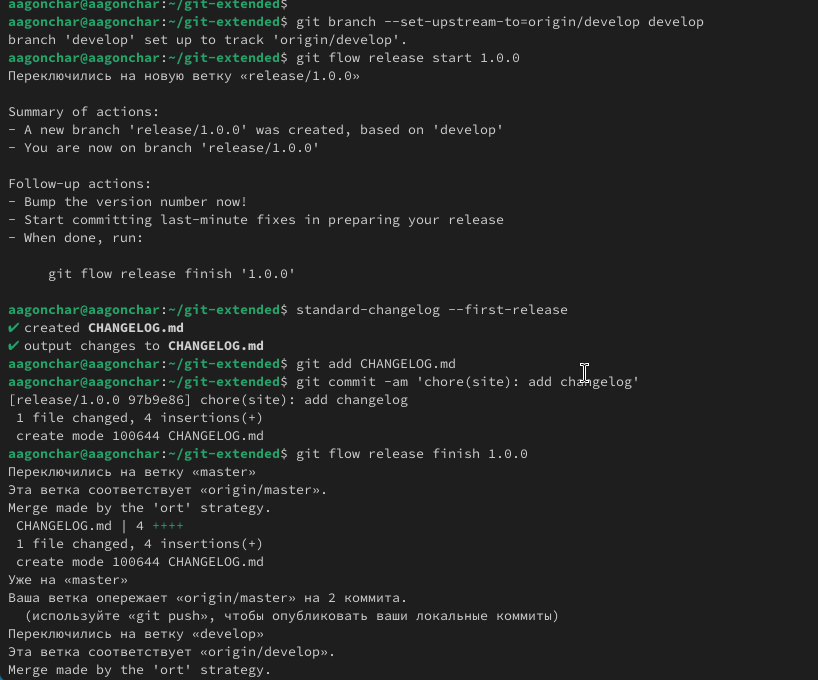 aagonchar@aagonchar:~/git-extended$
aagonchar@aagonchar:~/git-extended$ git branch --set-upstream-to=origin/develop develop
branch 'develop' set up to track 'origin/develop'.
aagonchar@aagonchar:~/git-extended$ git flow release start 1.0.0
Переключились на новую ветку «release/1.0.0»
Summary of actions:
- A new branch 'release/1.0.0' was created, based on 'develop'
- You are now on branch 'release/1.0.0'
Follow-up actions:
- Bump the version number now!
- Start committing last-minute fixes in preparing your release
- When done, run:
git flow release finish '1.0.0'
aagonchar@aagonchar:~/git-extended$ standard-changelog --first-release
✔ created CHANGELOG.md
✔ output changes to CHANGELOG.md
aagonchar@aagonchar:~/git-extended$ git add CHANGELOG.md
aagonchar@aagonchar:~/git-extended$ git commit -am 'chore(site): add changelog'
[release/1.0.0 97b9e86] chore(site): add changelog
1 file changed, 4 insertions(+)
create mode 100644 CHANGELOG.md
aagonchar@aagonchar:~/git-extended$ git flow release finish 1.0.0
Переключились на ветку «master»
Эта ветка соответствует «origin/master».
Merge made by the 'ort' strategy.
CHANGELOG.md | 4 ++++
1 file changed, 4 insertions(+)
create mode 100644 CHANGELOG.md
Уже на «master»
Ваша ветка опережает «origin/master» на 2 коммита.
(используйте «git push», чтобы опубликовать ваши локальные коммиты)
Переключились на ветку «develop»
Эта ветка соответствует «origin/develop».
Merge made by the 'ort' strategy.